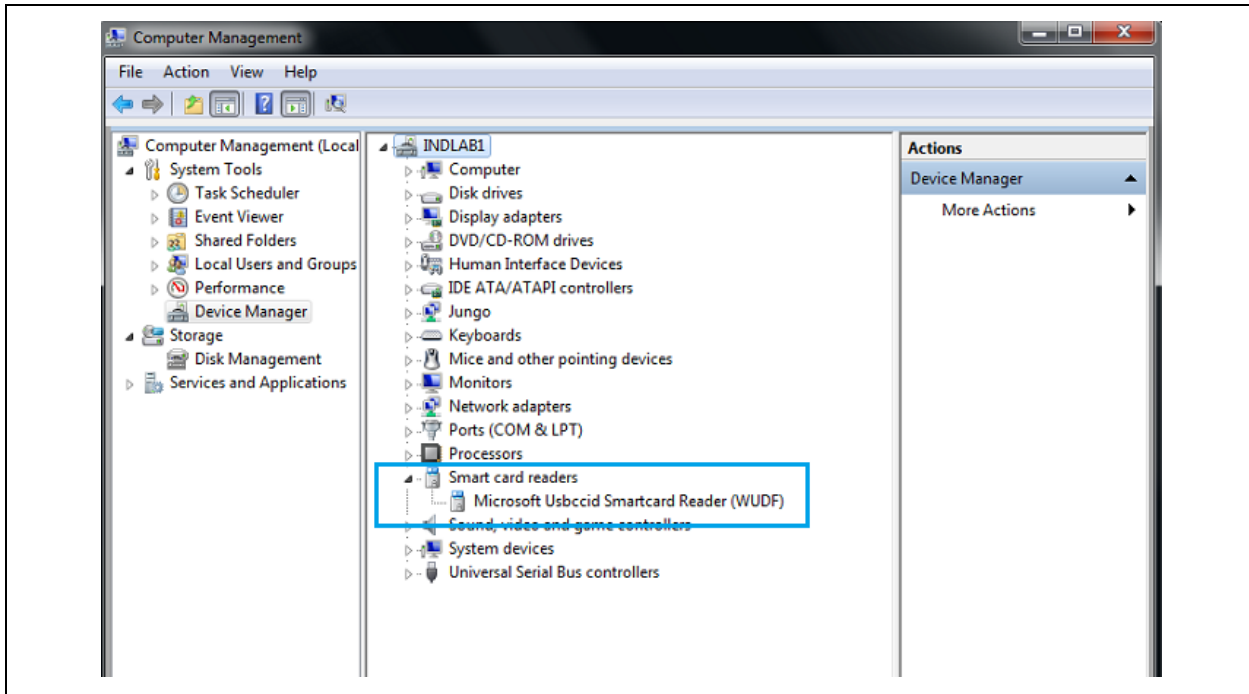 Computer Management
File Action View Help
Computer Management (Local
System Tools
Task Scheduler
Event Viewer
Shared Folders
Local Users and Groups
Performance
Device Manager
Storage
Disk Management
Services and Applications
INDLAB1
Computer
Disk drives
Display adapters
DVD/CD-ROM drives
Human Interface Devices
IDE ATA/ATAPI controllers
Jungo
Keyboards
Mice and other pointing devices
Monitors
Network adapters
Ports (COM & LPT)
Processors
Smart card readers
Microsoft Usbccid Smartcard Reader (WUDF)
Sound, video and game controllers
System devices
Universal Serial Bus controllers
Actions
Device Manager
More Actions